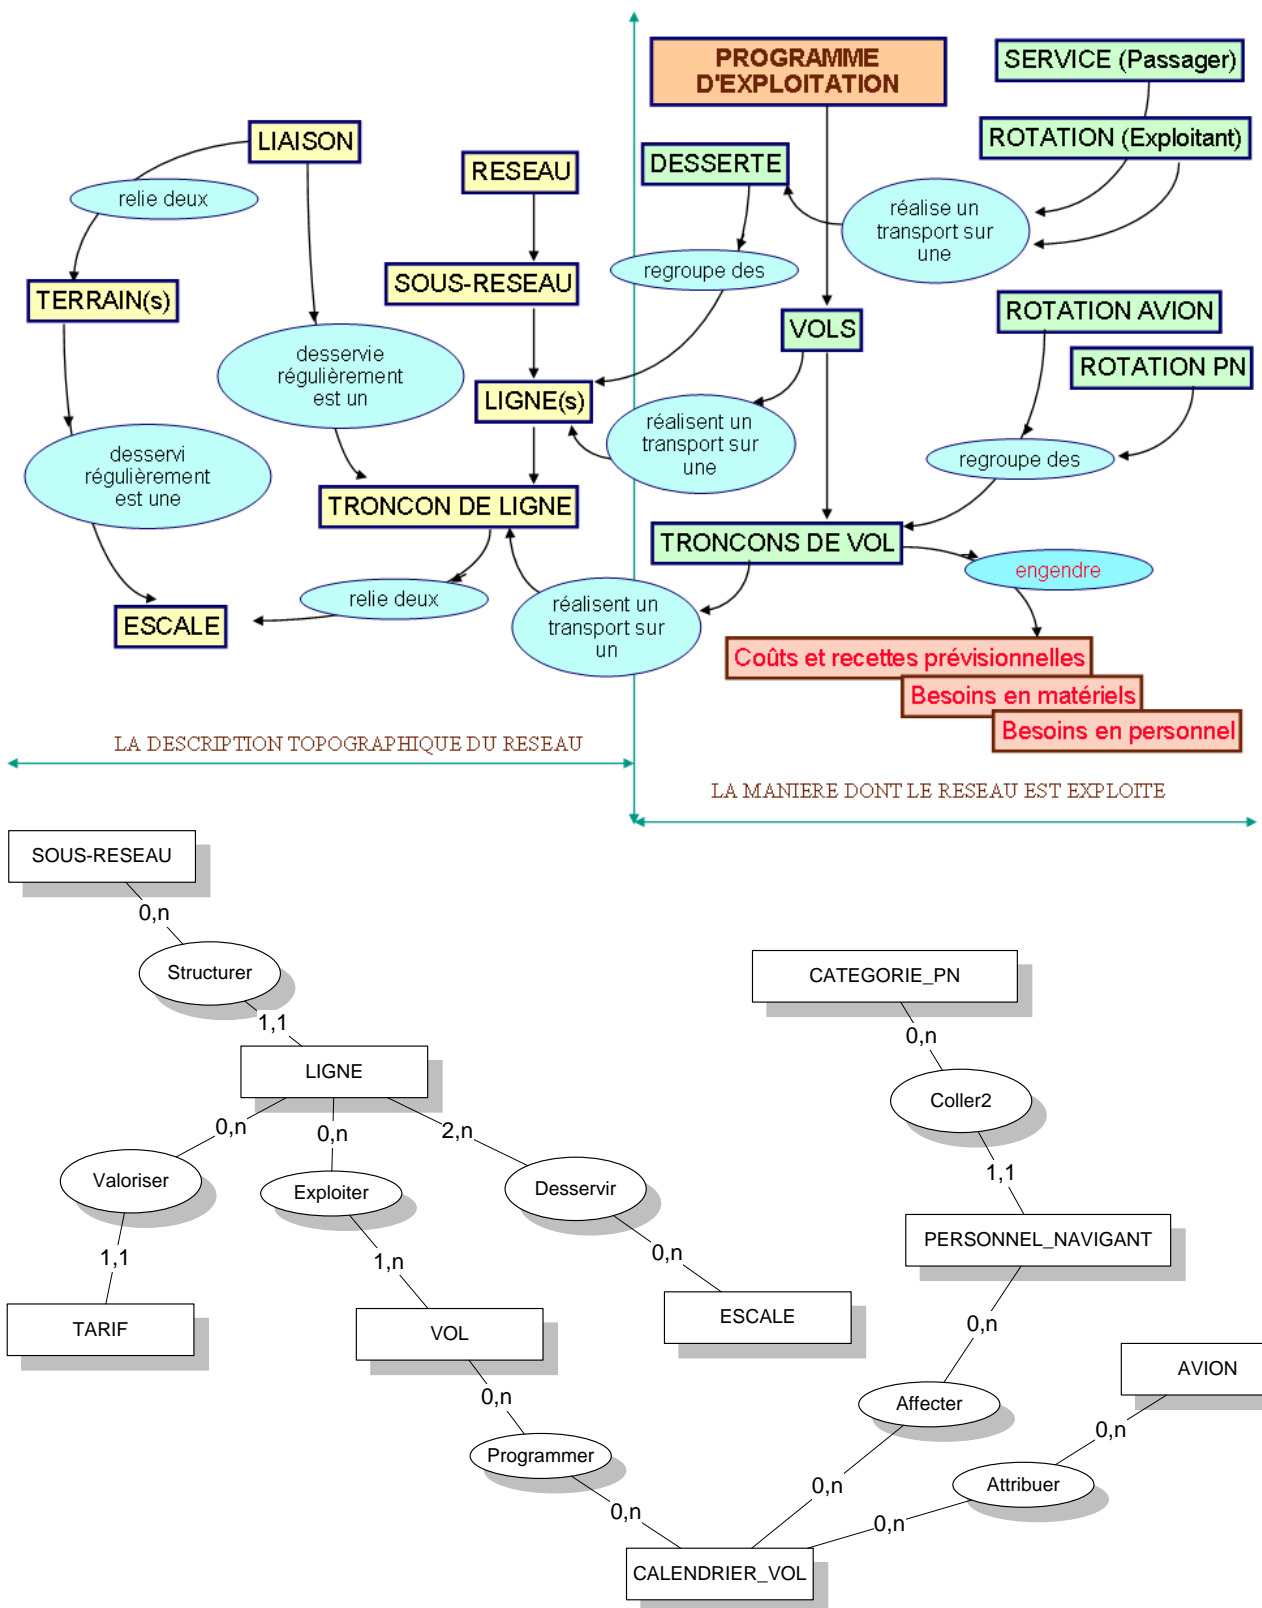 PROGRAMME
D'EXPLOITATION
SERVICE (Passager)
LIAISON
RESEAU
DESSERTE
ROTATION (Exploitant)
relie deux
réalise un
transport sur
une
TERRAIN(s)
SOUS-RESEAU
regroupe des
VOLS
ROTATION AVION
ROTATION PN
desservie
régulièrement
est un
LIGNE(s)
réalisent un
transport sur
une
regroupe des
desservi
régulièrement
est une
TRONCON DE LIGNE
TRONCONS DE VOL
engendre
relie deux
réalisent un
transport sur
un
ESCALE
Coûts et recettes prévisionnelles
Besoins en matériels
Besoins en personnel
LA DESCRIPTION TOPOGRAPHIQUE DU RESEAU
LA MANIERE DONT LE RESEAU EST EXPLOITE
SOUS-RESEAU
0,n
Structurer
1,1
LIGNE
0,n
0,n
2,n
Valoriser
Exploiter
Desservir
1,1
1,n
0,n
TARIF
VOL
ESCALE
0,n
Programmer
0,n
CATEGORIE_PN
0,n
Coller2
1,1
PERSONNEL_NAVIGANT
0,n
Affecter
0,n
AVION
0,n
Attribuer
0,n
CALENDRIER_VOL